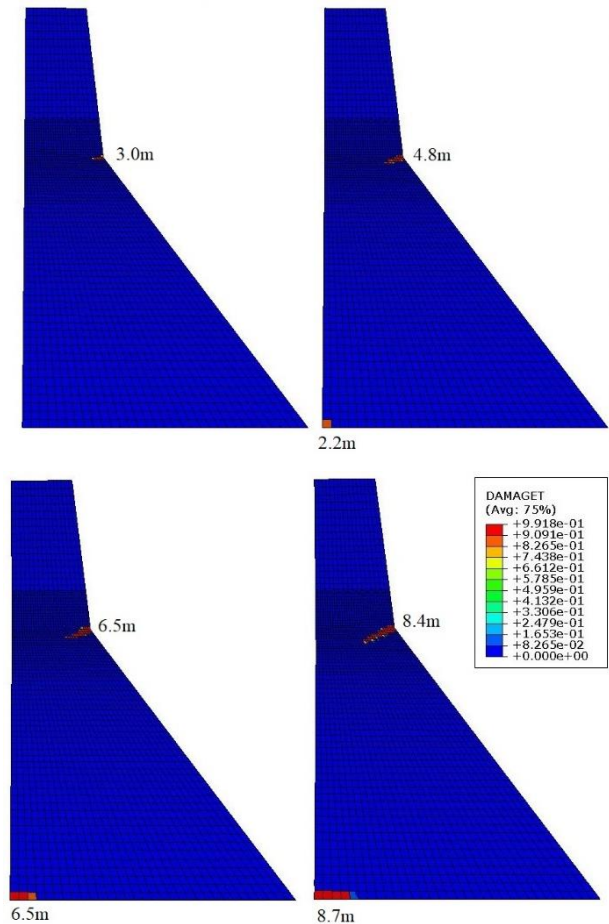 3.0m
4.8m
2.2m
6.5m
8.4m
DAMAGET
(Avg: 75%)
+9.918e-01
+9.091e-01
+8.265e-01
+7.438e-01
+6.612e-01
+5.785e-01
+4.959e-01
+4.132e-01
+3.306e-01
+2.479e-01
+1.653e-01
+8.265e-02
+0.000e+00
6.5m
8.7m